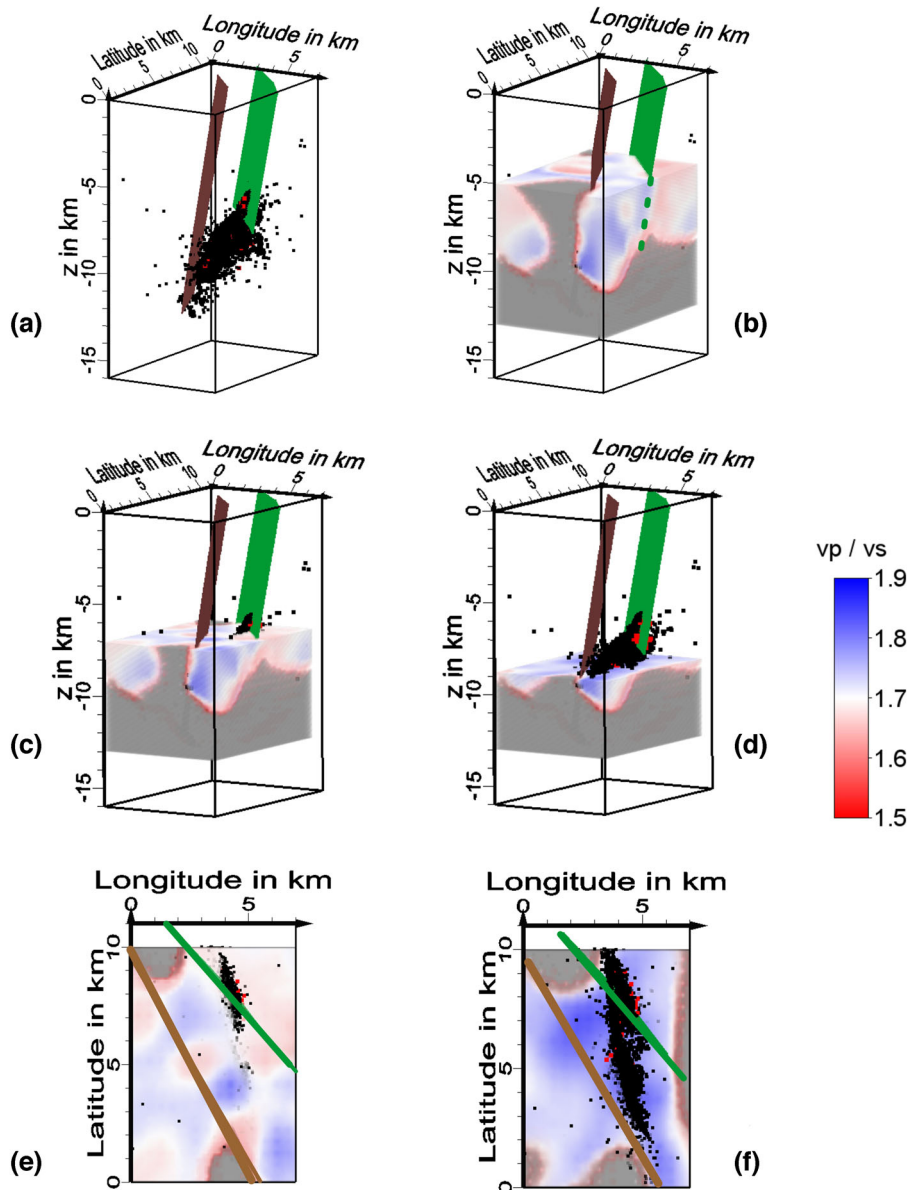 Latitude in km
Longitude in km
0 5 10
0 5
0
-5
-10
-15
z in km
(a)
Latitude in km
Longitude in km
0 5 10
0 5
0
-5
-10
-15
z in km
(b)
Latitude in km
Longitude in km
0 5 10
0 5
0
-5
-10
-15
z in km
(c)
Latitude in km
Longitude in km
0 5 10
0 5
0
-5
-10
-15
z in km
(d)
vp / vs
1.9
1.8
1.7
1.6
1.5
Longitude in km
0 5
10
5
0
Latitude in km
(e)
Longitude in km
0 5
10
5
0
Latitude in km
(f)